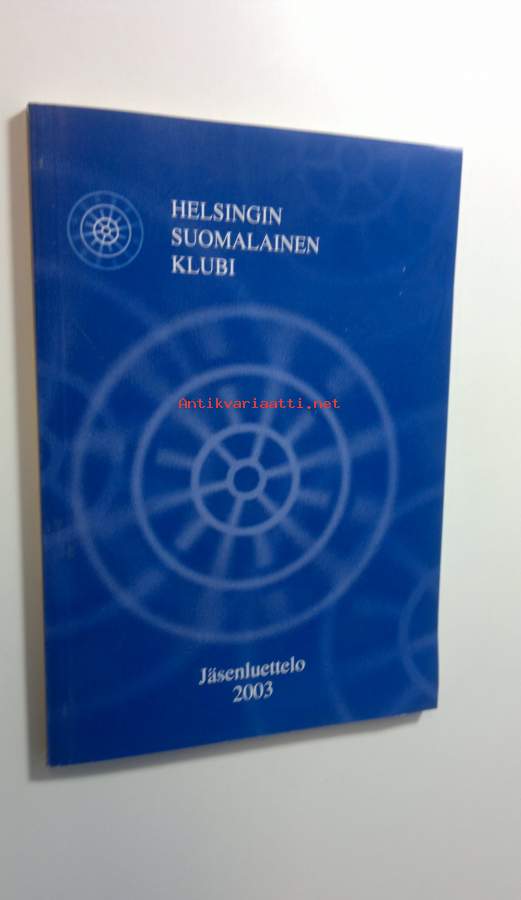 HELSINGIN
SUOMALAINEN
KLUBI
Antikvariaatti.net
Jäsenluettelo
2003